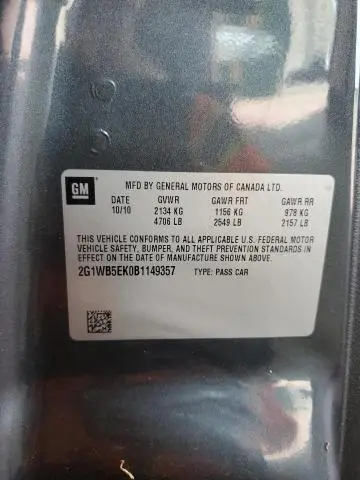 GM
MFD BY GENERAL MOTORS OF CANADA LTD.
DATE GVWR GAWR FRT GAWR RR
10/10 2134 KG 1156 KG 978 KG
4706 LB 2549 LB 2157 LB
THIS VEHICLE CONFORMS TO ALL APPLICABLE U.S. FEDERAL MOTOR
VEHICLE SAFETY, BUMPER, AND THEFT PREVENTION STANDARDS
IN EFFECT ON THE DATE OF MANUFACTURE SHOWN ABOVE.
2G1WB5EK0B1149357 TYPE: PASS CAR